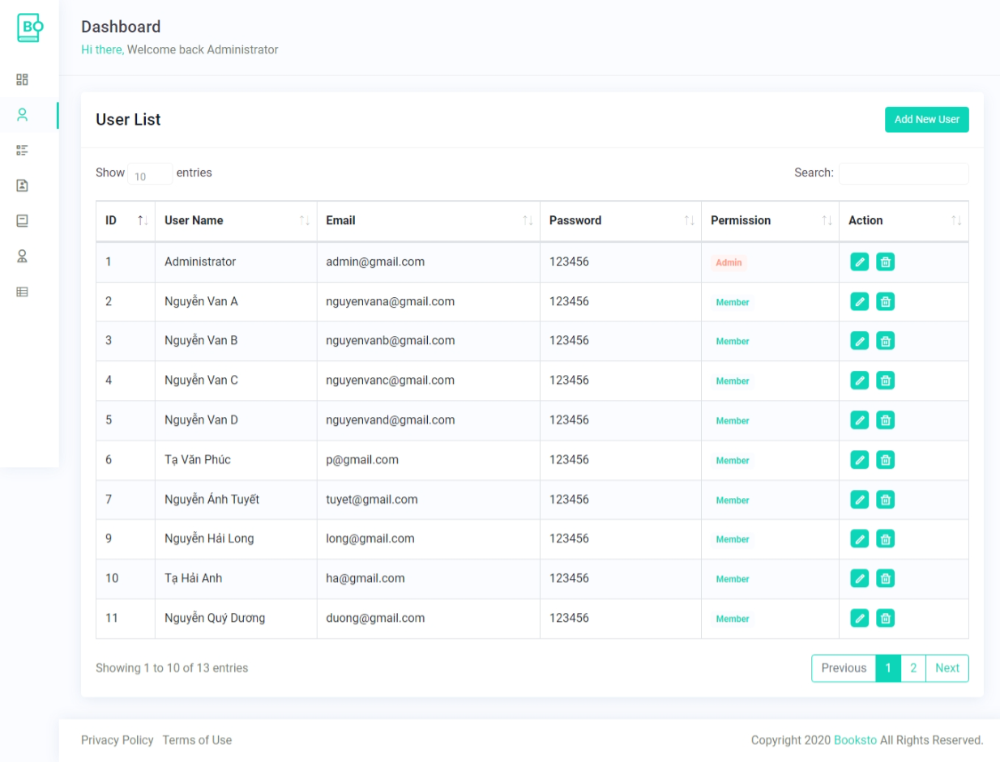 BO
Dashboard
Hi there, Welcome back Administrator
User List
Add New User
Show 10 entries
Search:
ID User Name Email Password Permission Action
1 Administrator admin@gmail.com 123456 Admin
2 Nguyễn Van A nguyenvana@gmail.com 123456 Member
3 Nguyễn Van B nguyenvanb@gmail.com 123456 Member
4 Nguyễn Van C nguyenvanc@gmail.com 123456 Member
5 Nguyễn Van D nguyenvand@gmail.com 123456 Member
6 Tạ Văn Phúc p@gmail.com 123456 Member
7 Nguyễn Ánh Tuyết tuyet@gmail.com 123456 Member
9 Nguyễn Hải Long long@gmail.com 123456 Member
10 Tạ Hải Anh ha@gmail.com 123456 Member
11 Nguyễn Quý Dương duong@gmail.com 123456 Member
Showing 1 to 10 of 13 entries
Previous 1 2 Next
Privacy Policy Terms of Use
Copyright 2020 Booksto All Rights Reserved.